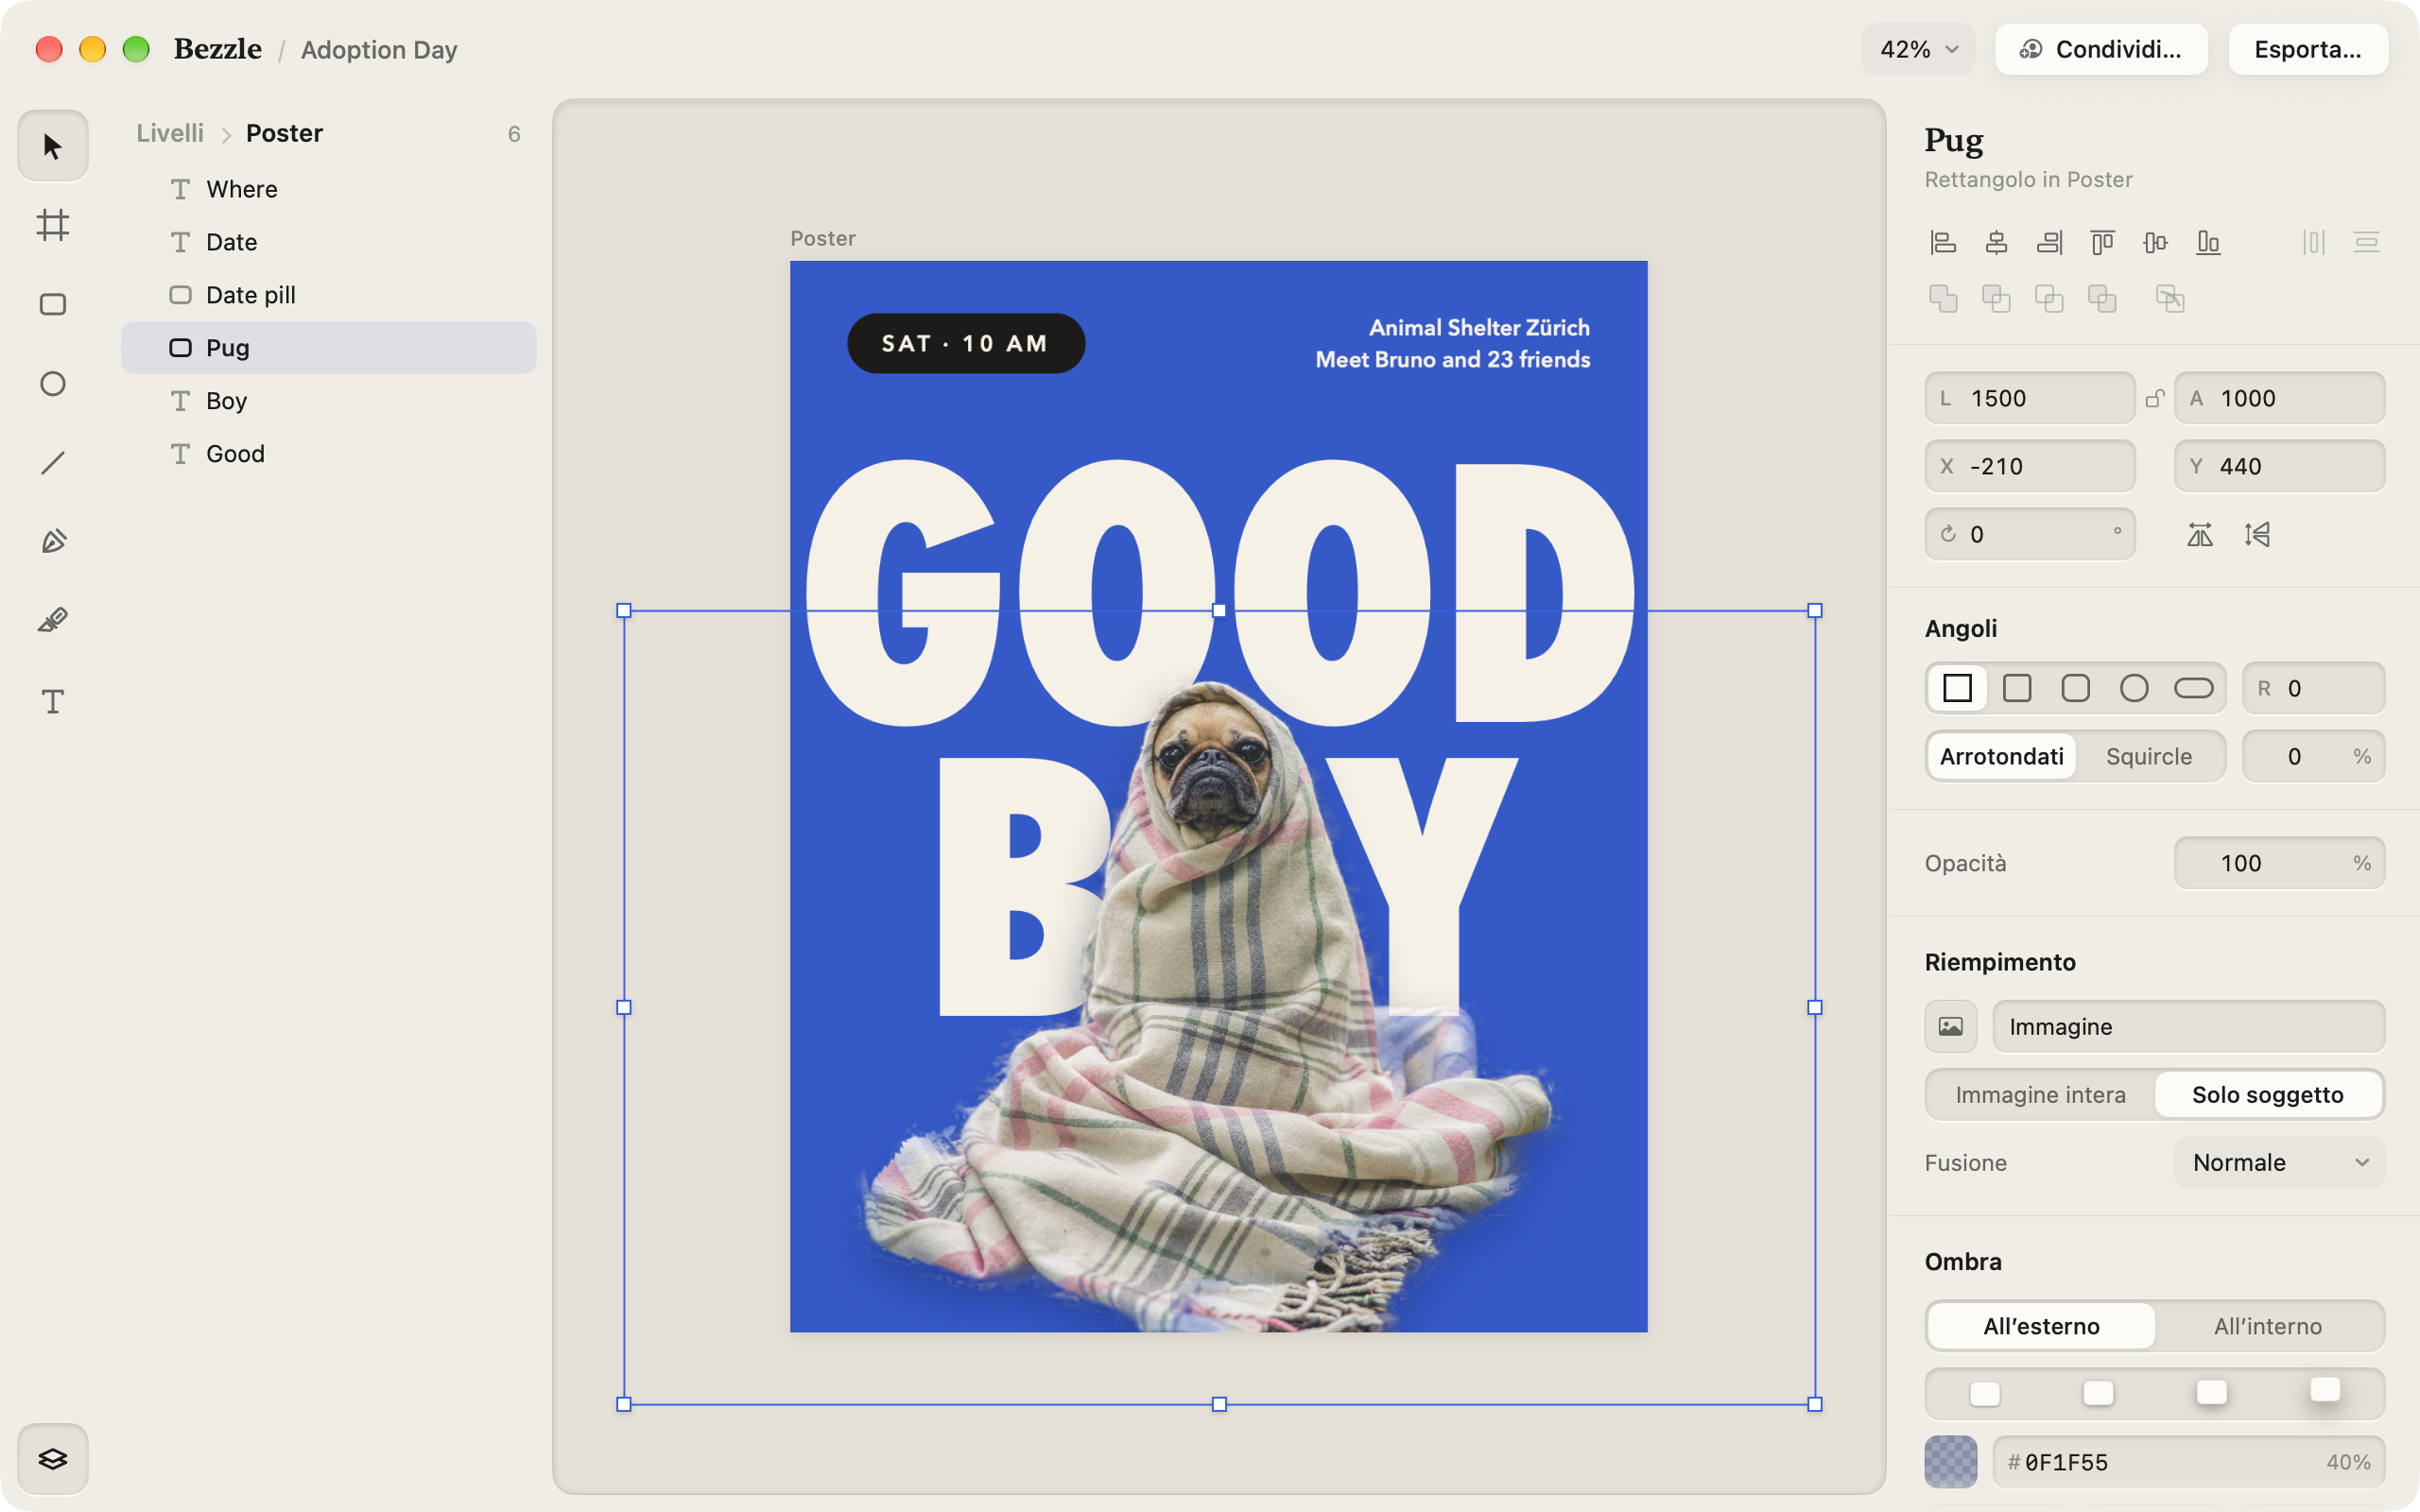 Bezzle / Adoption Day
42%
Condividi...
Esporta...
Livelli > Poster 6
Where
Date
Date pill
Pug
Boy
Good
Poster
SAT · 10 AM
Animal Shelter Zürich
Meet Bruno and 23 friends
GOOD
B Y
Pug
Rettangolo in Poster
L 1500
A 1000
X -210
Y 440
0 °
Angoli
R 0
Arrotondati Squircle 0 %
Opacità 100 %
Riempimento
Immagine
Immagine intera Solo soggetto
Fusione Normale
Ombra
All’esterno All’interno
# 0F1F55 40%